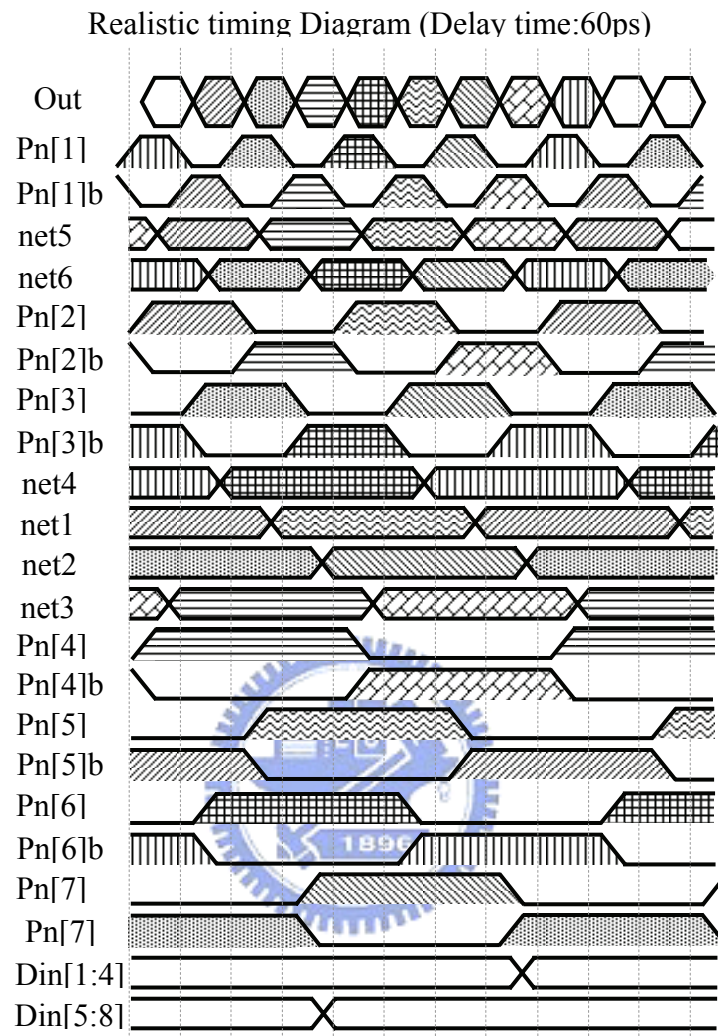 Realistic timing Diagram (Delay time:60ps)
Out
Pn[1]
Pn[1]b
net5
net6
Pn[2]
Pn[2]b
Pn[3]
Pn[3]b
net4
net1
net2
net3
Pn[4]
Pn[4]b
Pn[5]
Pn[5]b
Pn[6]
Pn[6]b
1896
Pn[7]
Pn[7]
Din[1:4]
Din[5:8]